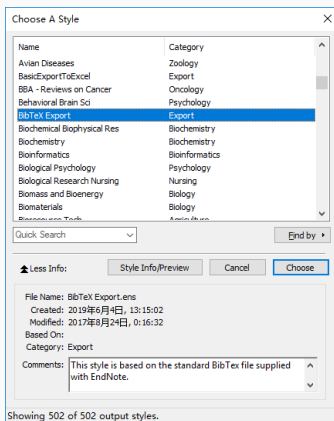 Choose A Style
Name Category
Avian Diseases Zoology
BasicExportToExcel Export
BBA - Reviews on Cancer Oncology
Behavioral Brain Sci Psychology
BibTeX Export Export
Biochemical Biophysical Res Biochemistry
Biochemistry Biochemistry
Bioinformatics Bioinformatics
Biological Psychology Psychology
Biological Research Nursing Nursing
Biomass and Bioenergy Biology
Biomaterials Biology
Bioresource Tech Agriculture
Quick Search Find by
Less Info: Style Info/Preview Cancel Choose
File Name: BibTeX Export.ens
Created: 2019年6月4日, 13:15:02
Modified: 2017年8月24日, 0:16:32
Based On:
Category: Export
Comments: This style is based on the standard BibTex file supplied
with EndNote.
Showing 502 of 502 output styles.